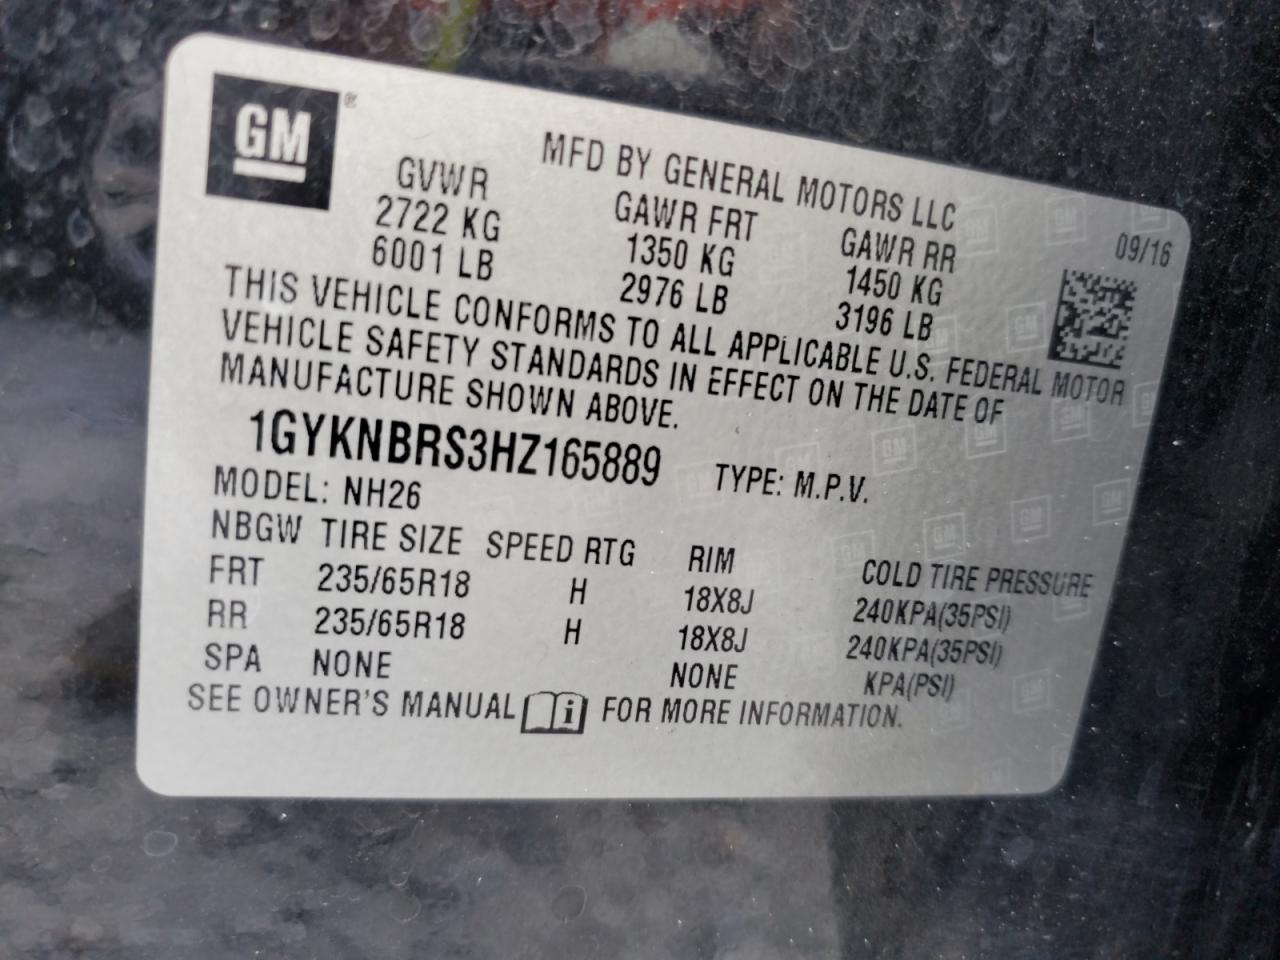 GM ®
MFD BY GENERAL MOTORS LLC
GVWR GAWR FRT GAWR RR 09/16
2722 KG 1350 KG 1450 KG
6001 LB 2976 LB 3196 LB
THIS VEHICLE CONFORMS TO ALL APPLICABLE U.S. FEDERAL MOTOR
VEHICLE SAFETY STANDARDS IN EFFECT ON THE DATE OF
MANUFACTURE SHOWN ABOVE.
1GYKNBRS3HZ165889 TYPE: M.P.V.
MODEL: NH26
NBGW TIRE SIZE SPEED RTG RIM COLD TIRE PRESSURE
FRT 235/65R18 H 18X8J 240KPA(35PSI)
RR 235/65R18 H 18X8J 240KPA(35PSI)
SPA NONE NONE KPA(PSI)
SEE OWNER'S MANUAL i FOR MORE INFORMATION.